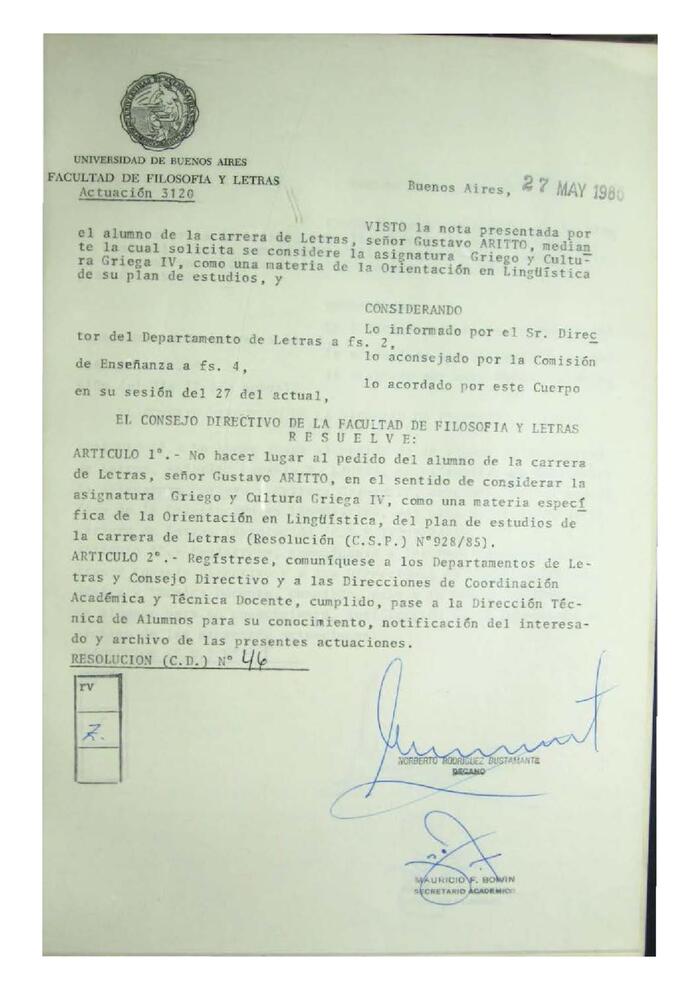 UNIVERSIDAD DE BUENOS AIRES
FACULTAD DE FILOSOFIA Y LETRAS
Actuación 3120
Buenos Aires, 27 MAY 1986
VISTO la nota presentada por
el alumno de la carrera de Letras, señor Gustavo ARITTO, median
te la cual solicita se considere la asignatura Griego y Cultu-
ra Griega IV, como una materia de la Orientación en Lingüística
de su plan de estudios, y
CONSIDERANDO
Lo informado por el Sr. Direc
tor del Departamento de Letras a fs. 2,
lo aconsejado por la Comisión
de Enseñanza a fs. 4,
lo acordado por este Cuerpo
en su sesión del 27 del actual,
EL CONSEJO DIRECTIVO DE LA FACULTAD DE FILOSOFIA Y LETRAS
R E S U E L V E:
ARTICULO 1°.- No hacer lugar al pedido del alumno de la carrera
de Letras, señor Gustavo ARITTO, en el sentido de considerar la
asignatura Griego y Cultura Griega IV, como una materia especí
fica de la Orientación en Lingüística, del plan de estudios de
la carrera de Letras (Resolución (C.S.P.) N°928/85).
ARTICULO 2°.- Regístrese, comuníquese a los Departamentos de Le-
tras y Consejo Directivo y a las Direcciones de Coordinación
Académica y Técnica Docente, cumplido, pase a la Dirección Téc-
nica de Alumnos para su conocimiento, notificación del interesa-
do y archivo de las presentes actuaciones.
RESOLUCION (C.D.) N° 46
rv
NORBERTO RODRIGUEZ BUSTAMANTE
DECANO
MAURICIO F. BOIVIN
SECRETARIO ACADEMICO